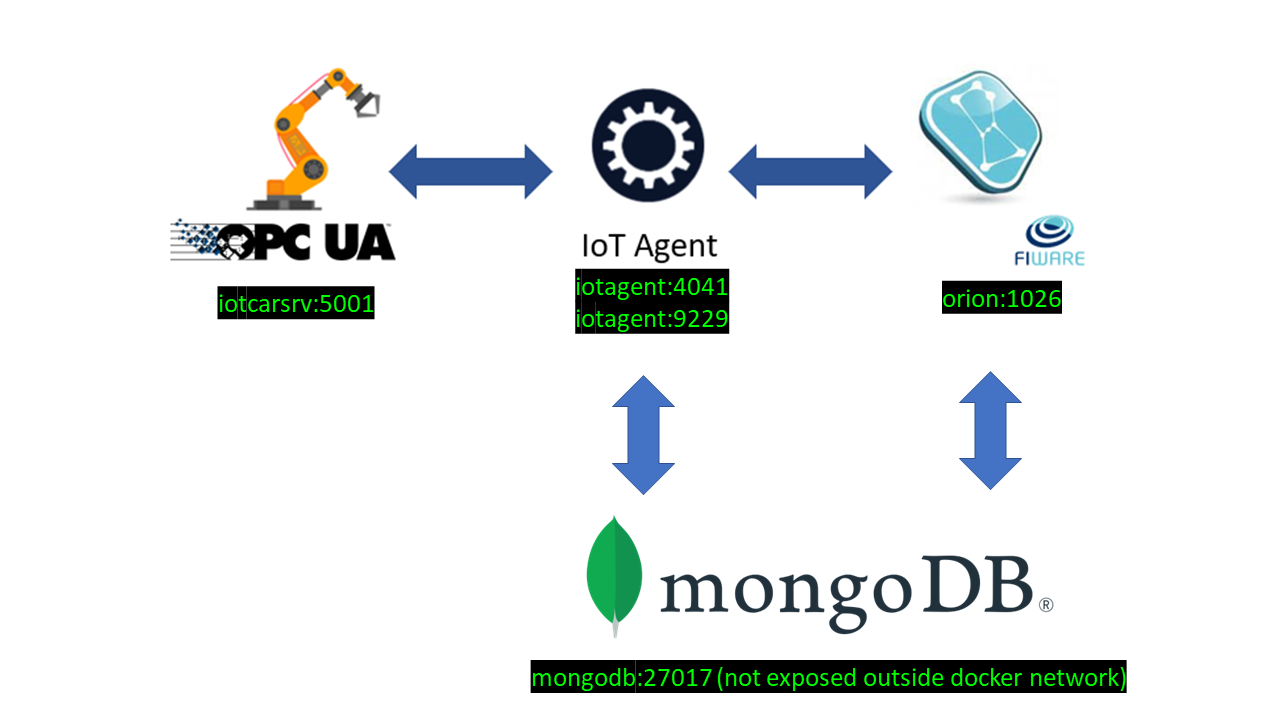 OPC UA
IoT Agent
FIWARE
iotcarsrv:5001
iotagent:4041
iotagent:9229
orion:1026
mongoDB®
mongodb:27017 (not exposed outside docker network)